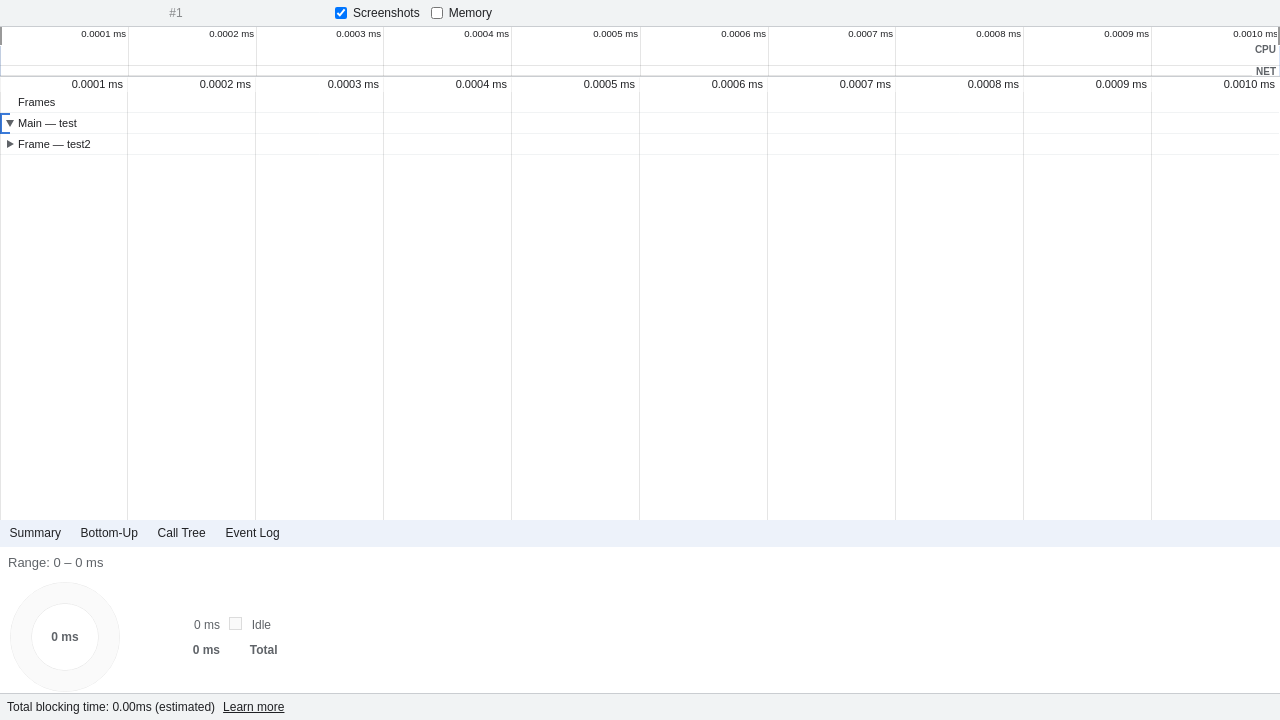 #1 Screenshots Memory
0.0001 ms 0.0002 ms 0.0003 ms 0.0004 ms 0.0005 ms 0.0006 ms 0.0007 ms 0.0008 ms 0.0009 ms 0.0010 ms
CPU
NET
0.0001 ms 0.0002 ms 0.0003 ms 0.0004 ms 0.0005 ms 0.0006 ms 0.0007 ms 0.0008 ms 0.0009 ms 0.0010 ms
Frames
Main — test
Frame — test2
Summary Bottom-Up Call Tree Event Log
Range: 0 – 0 ms
0 ms Idle
0 ms
0 ms Total
Total blocking time: 0.00ms (estimated) Learn more